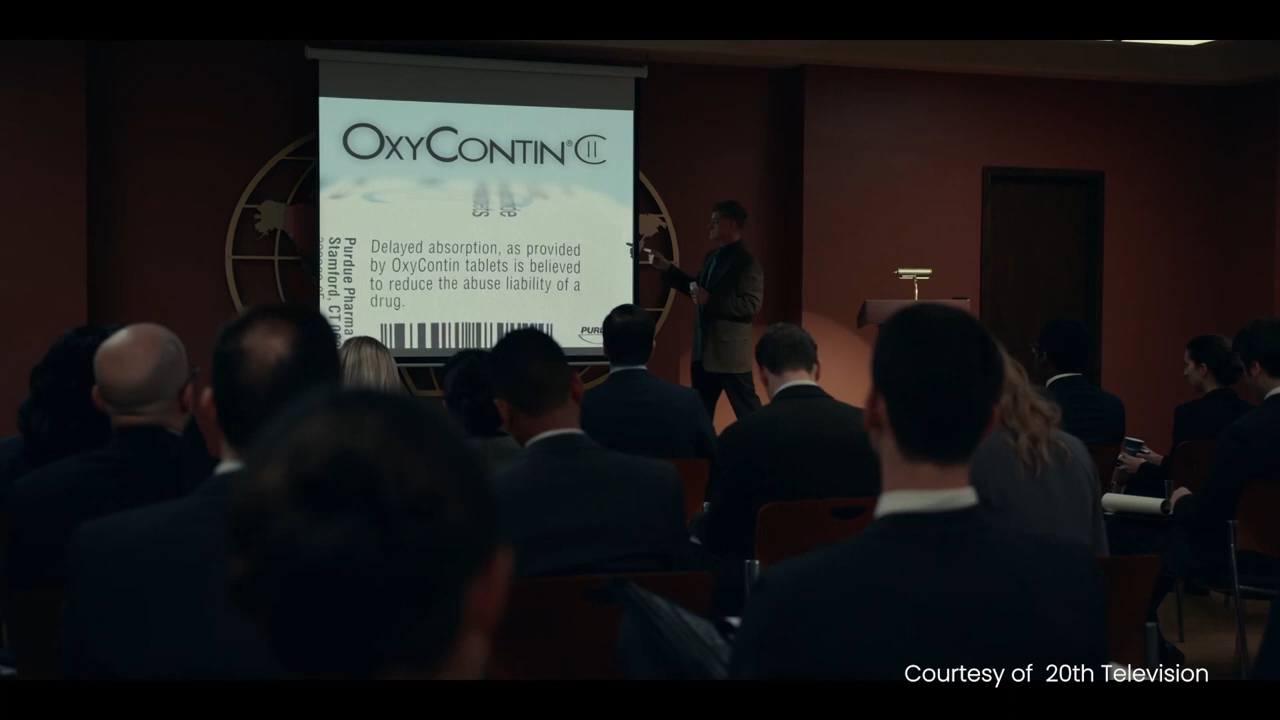 OXYCONTIN® CII
Purdue Pharma
Stamford, CT
Delayed absorption, as provided
by OxyContin tablets is believed
to reduce the abuse liability of a
drug.
Courtesy of 20th Television